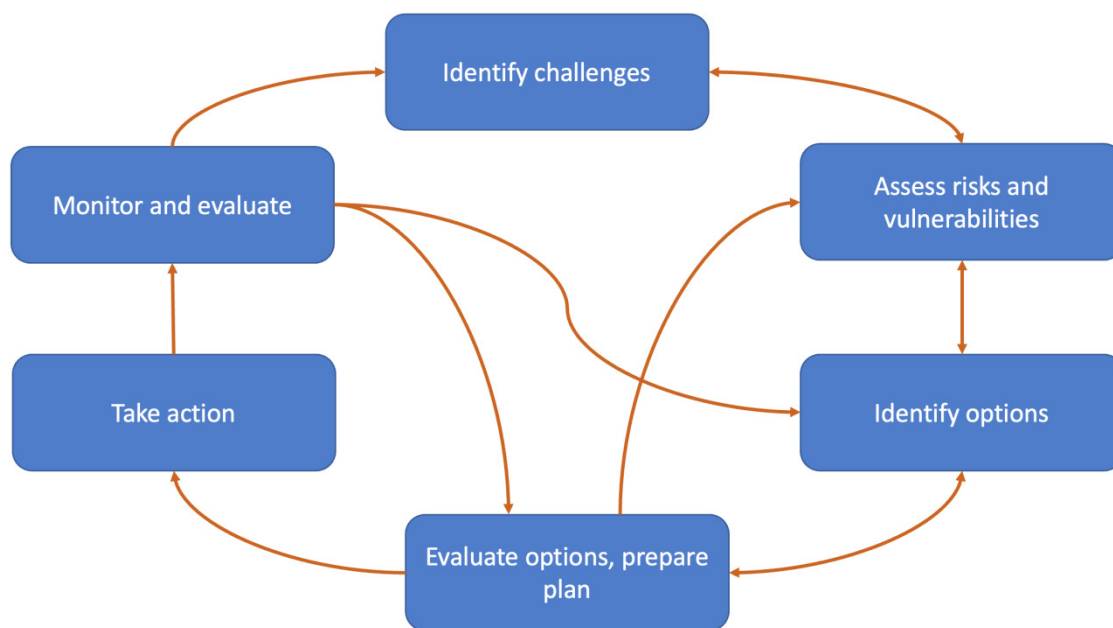 Identify challenges
Assess risks and
vulnerabilities
Identify options
Evaluate options, prepare
plan
Take action
Monitor and evaluate